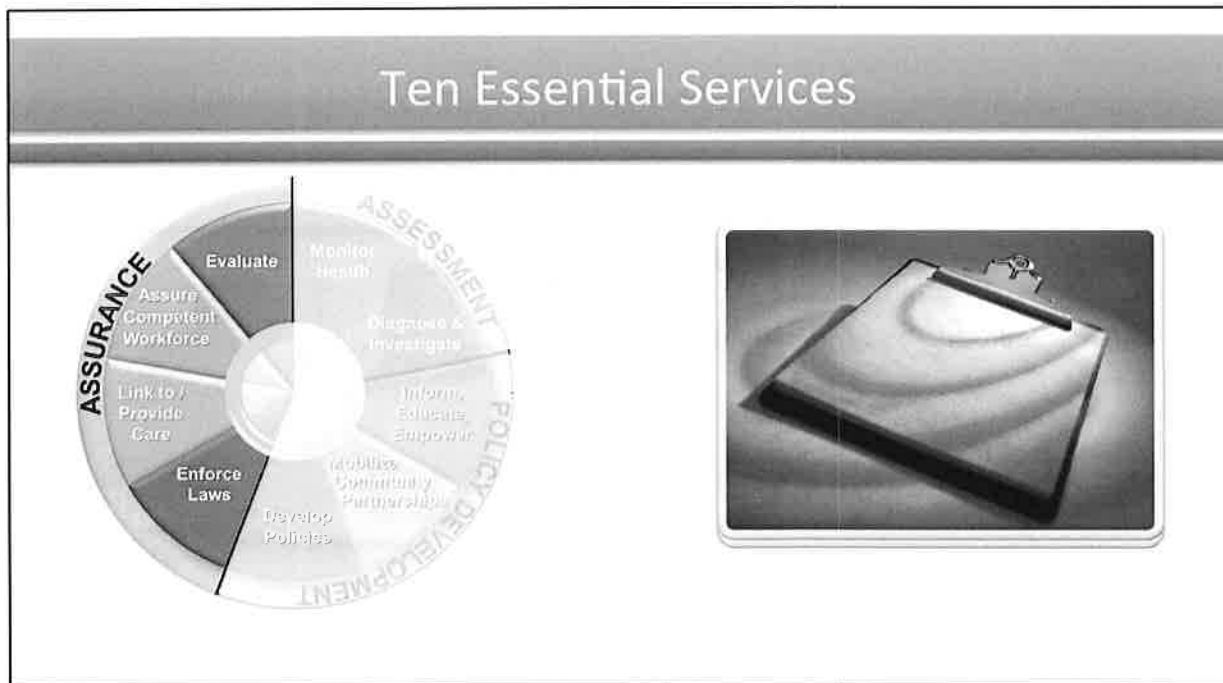 Ten Essential Services
ASSESSMENT
Monitor
Health
Diagnose &
Investigate
POLICY DEVELOPMENT
Inform,
Educate,
Empower
Mobilize
Community
Partnerships
Develop
Policies
ASSURANCE
Enforce
Laws
Link to /
Provide
Care
Assure
Competent
Workforce
Evaluate